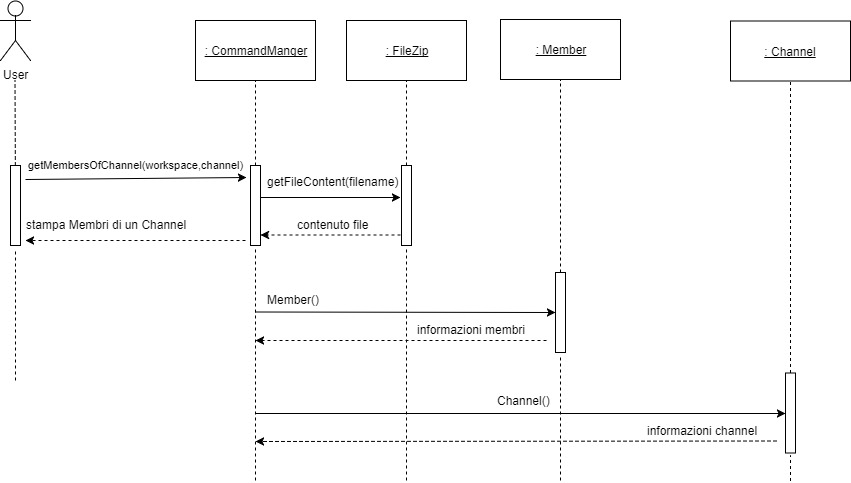 User
: CommandManger
: FileZip
: Member
: Channel
getMembersOfChannel(workspace,channel)
getFileContent(filename)
stampa Membri di un Channel
contenuto file
Member()
informazioni membri
Channel()
informazioni channel